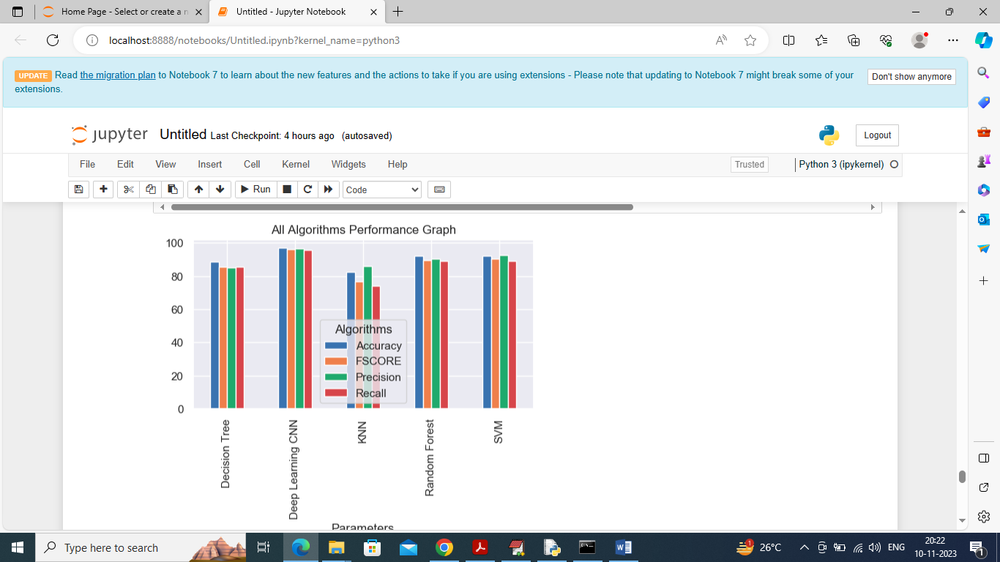 Home Page - Select or create a n
Untitled - Jupyter Notebook
localhost:8888/notebooks/Untitled.ipynb?kernel_name=python3
UPDATE Read the migration plan to Notebook 7 to learn about the new features and the actions to take if you are using extensions - Please note that updating to Notebook 7 might break some of your
extensions.
Don't show anymore
jupyter Untitled Last Checkpoint: 4 hours ago (autosaved)
Logout
File Edit View Insert Cell Kernel Widgets Help
Trusted
Python 3 (ipykernel)
Run
Code
All Algorithms Performance Graph
100
80
60
40
20
0
Algorithms
Accuracy
FSCORE
Precision
Recall
Decision Tree
Deep Learning CNN
KNN
Random Forest
SVM
Parameters
Type here to search
1
26°C
ENG
20:22
10-11-2023
1